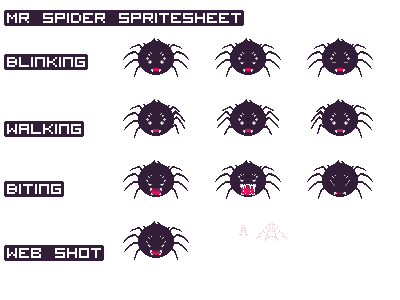 MR SPIDER SPRITESHEET
BLINKING
WALKING
BITING
WEB SHOT